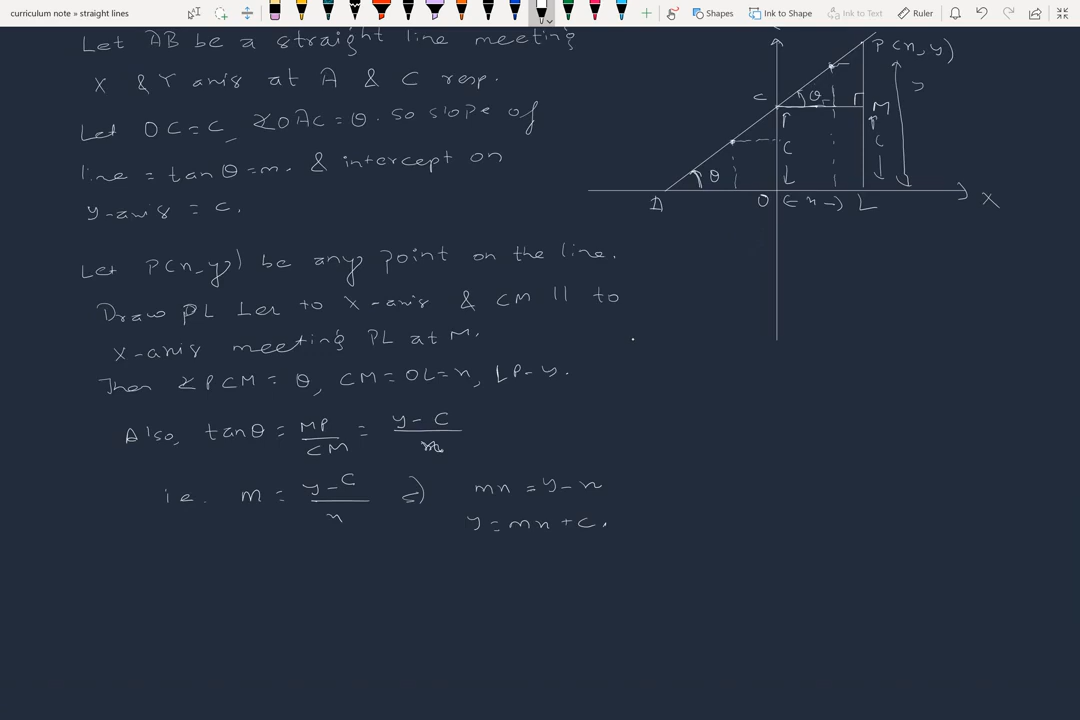 curriculum note » straight lines
Shapes
Ink to Shape
Ink to Text
Ruler
Let AB be a straight line meeting
X & Y axis at A & C resp.
Let OC = C, ∠OAC = θ. so slope of
line = tanθ = m. & intercept on
y-axis = c.
Let P(x, y) be any point on the line.
Draw PL ⊥er to X-axis & CM || to
X-axis meeting PL at M.
Then ∠PCM = θ, CM = OL = x, LP = y.
Also, tanθ = MP/CM = y-C/x
i.e. m = y-C/x ⇒ mx = y-x
y = mx + c.
P(x, y)
C θ M
y
C C
θ
A O ← x → L X